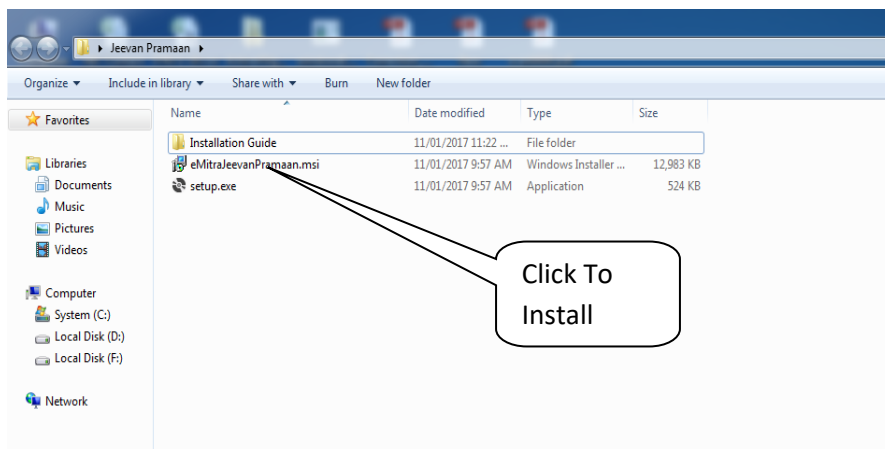 Jeevan Pramaan
Organize Include in library Share with Burn New folder
Name Date modified Type Size
Favorites
Installation Guide 11/01/2017 11:22 ... File folder
Libraries eMitraJeevanPramaan.msi 11/01/2017 9:57 AM Windows Installer ... 12,983 KB
Documents setup.exe 11/01/2017 9:57 AM Application 524 KB
Music
Pictures
Videos
Click To
Install
Computer
System (C:)
Local Disk (D:)
Local Disk (F:)
Network